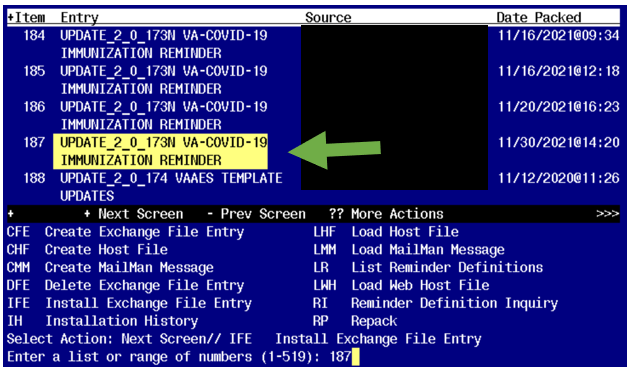 +Item Entry Source Date Packed
184 UPDATE_2_0_173N VA-COVID-19 11/16/2021@09:34
IMMUNIZATION REMINDER
185 UPDATE_2_0_173N VA-COVID-19 11/16/2021@12:18
IMMUNIZATION REMINDER
186 UPDATE_2_0_173N VA-COVID-19 11/20/2021@16:23
IMMUNIZATION REMINDER
187 UPDATE_2_0_173N VA-COVID-19 11/30/2021@14:20
IMMUNIZATION REMINDER
188 UPDATE_2_0_174 VAAES TEMPLATE 11/12/2020@11:26
UPDATES
+ + Next Screen - Prev Screen ?? More Actions >>>
CFE Create Exchange File Entry LHF Load Host File
CHF Create Host File LMM Load MailMan Message
CMM Create MailMan Message LR List Reminder Definitions
DFE Delete Exchange File Entry LWH Load Web Host File
IFE Install Exchange File Entry RI Reminder Definition Inquiry
IH Installation History RP Repack
Select Action: Next Screen// IFE Install Exchange File Entry
Enter a list or range of numbers (1-519): 187